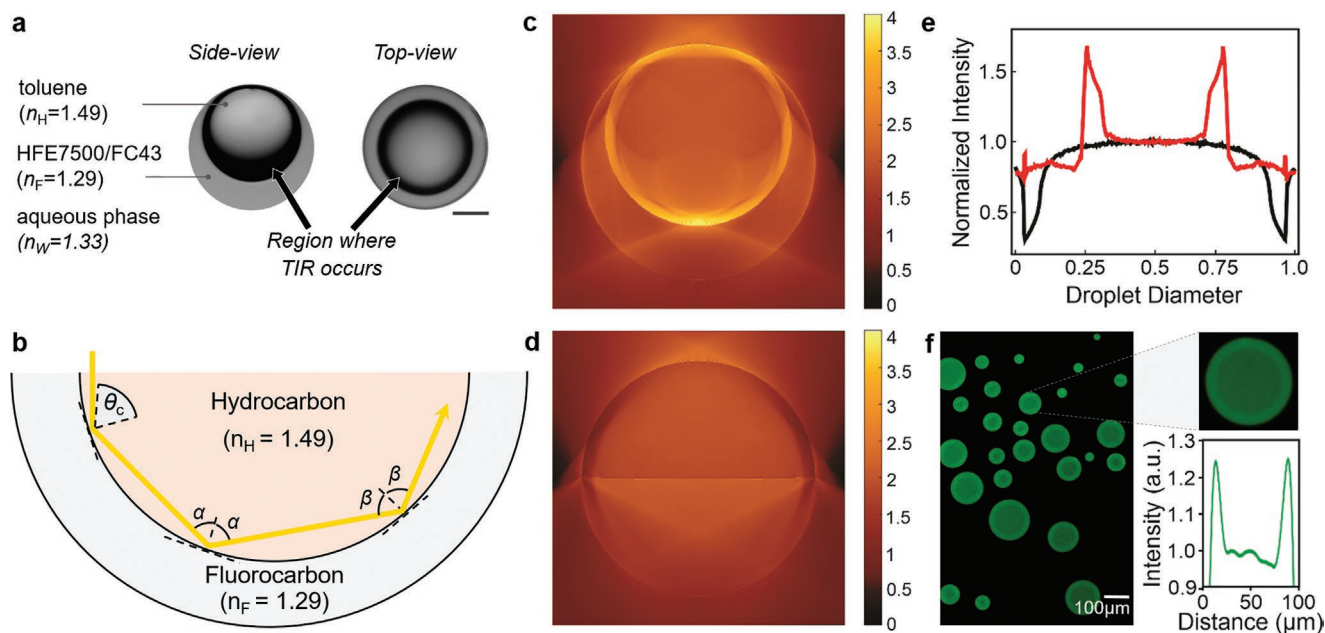 a
Side-view
Top-view
toluene
(nH=1.49)
HFE7500/FC43
(nF=1.29)
aqueous phase
(nW=1.33)
Region where
TIR occurs
b
θc
Hydrocarbon
(nH = 1.49)
α
α
β
β
Fluorocarbon
(nF = 1.29)
c
4
3.5
3
2.5
2
1.5
1
0.5
0
d
4
3.5
3
2.5
2
1.5
1
0.5
0
e
Normalized Intensity
1.5
1.0
0.5
0
0.25
0.75
1.0
Droplet Diameter
f
100μm
Intensity (a.u.)
1.3
1.2
1.1
1.0
0.9
0
50
100
Distance (μm)